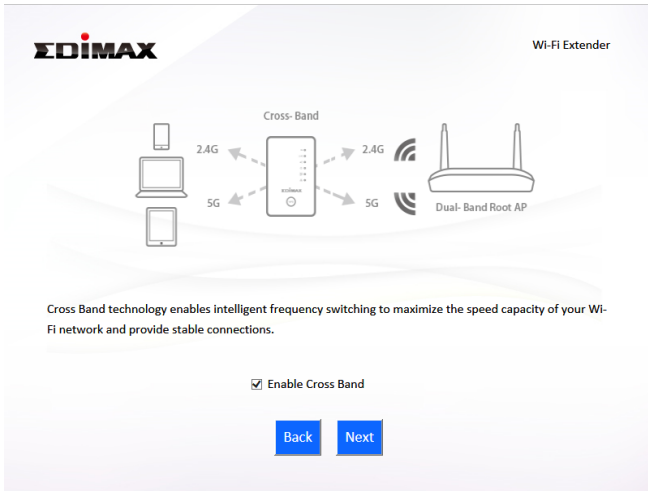 EDIMAX
Wi-Fi Extender
Cross- Band
2.4G
2.4G
5G
EDIMAX
5G
Dual- Band Root AP
Cross Band technology enables intelligent frequency switching to maximize the speed capacity of your Wi-
Fi network and provide stable connections.
Enable Cross Band
Back
Next